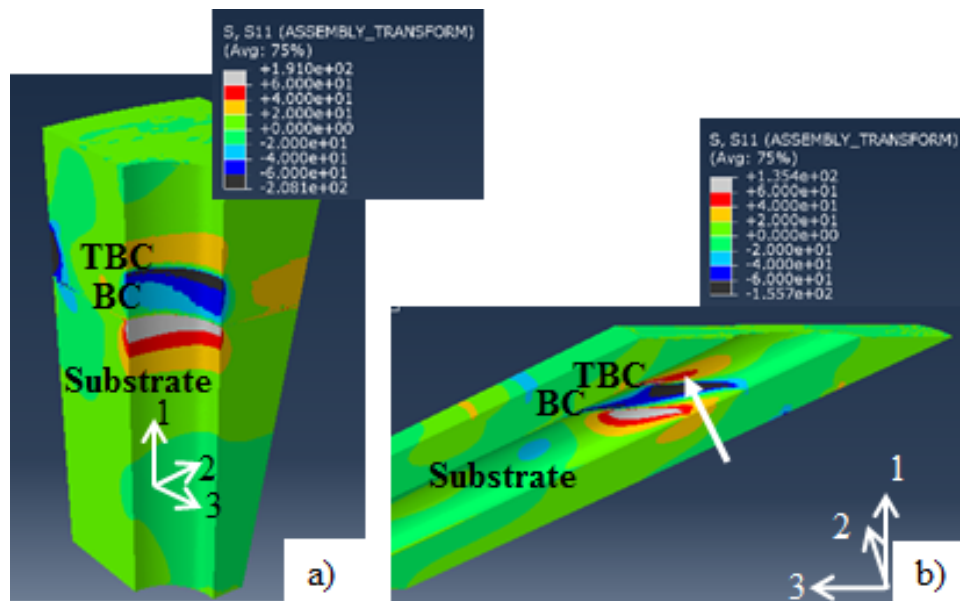 S, S11 (ASSEMBLY_TRANSFORM)
(Avg: 75%)
+1.910e+02
+6.000e+01
+4.000e+01
+2.000e+01
+0.000e+00
-2.000e+01
-4.000e+01
-6.000e+01
-2.081e+02
TBC
BC
Substrate
1
2
3
a)
S, S11 (ASSEMBLY_TRANSFORM)
(Avg: 75%)
+1.354e+02
+6.000e+01
+4.000e+01
+2.000e+01
+0.000e+00
-2.000e+01
-4.000e+01
-6.000e+01
-1.557e+02
TBC
BC
Substrate
1
2
3
b)